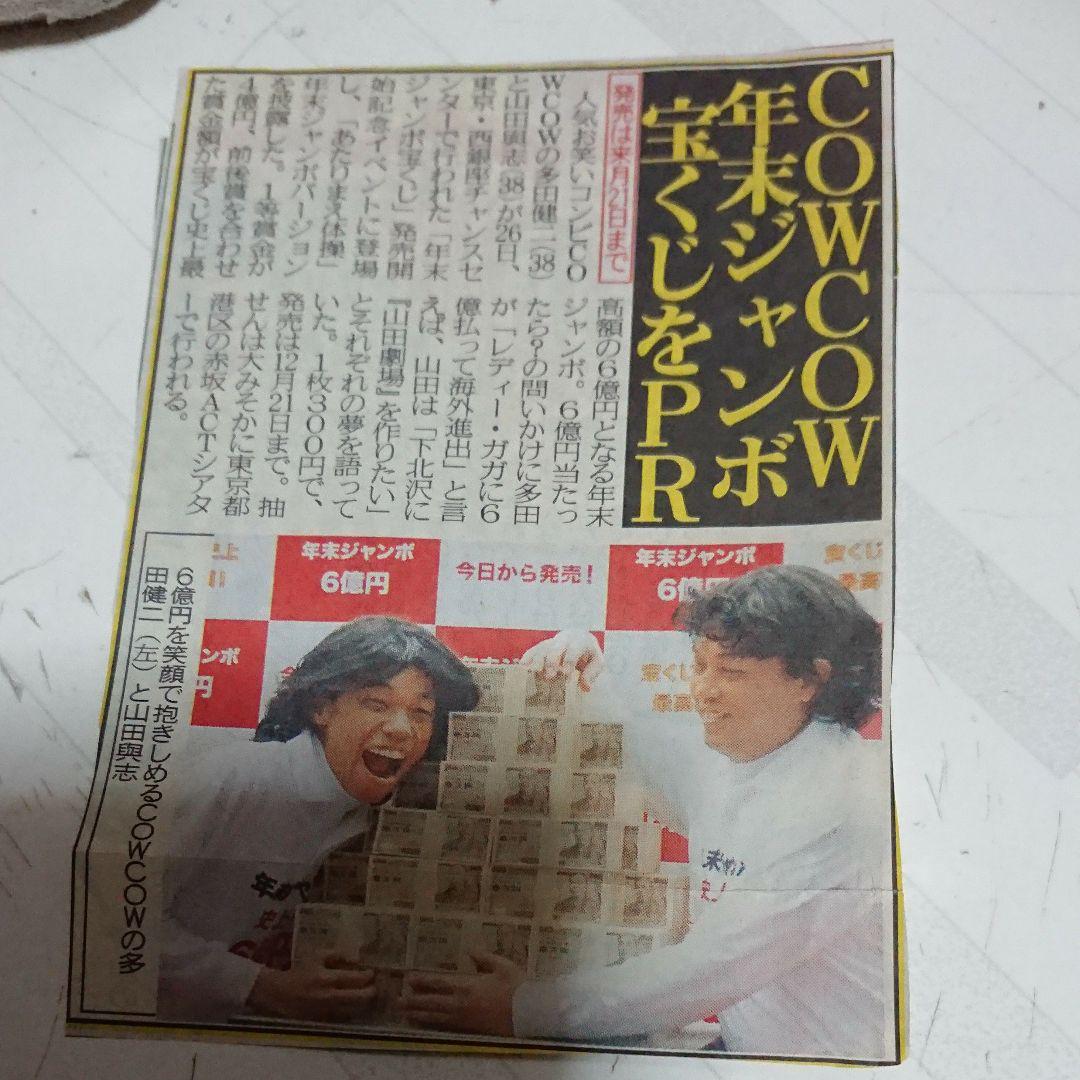 COWCOW
年末ジャンボ
宝くじをPR
発売は来月21日まで
人気お笑いコンビCO
WCOWの多田健二(38)
と山田與志(38)が26日、
東京・西銀座チャンスセ
ンターで行われた「年末
ジャンボ宝くじ」発売開
始記念イベントに登場
し、「あたりまえ体操」
年末ジャンボバージョン
を披露した。1等賞金が
4億円、前後賞を合わせ
た賞金額が宝くじ史上最
高額の6億円となる年末
ジャンボ。6億円当たっ
たら?の問いかけに多田
が「レディー・ガガに6
億払って海外進出」と言
えば、山田は「下北沢に
『山田劇場』を作りたい」
とそれぞれの夢を語って
いた。1枚300円で、
発売は12月21日まで。抽
せんは大みそかに東京都
港区の赤坂ACTシアタ
ーで行われる。
年末ジャンボ
6億円
今日から発売!
年末ジャンボ
6億
宝くじ
最高
ンボ
円
年末ジャン
宝くじ
最高
6億円を笑顔で抱きしめるCOWCOWの多
田健二(左)と山田與志